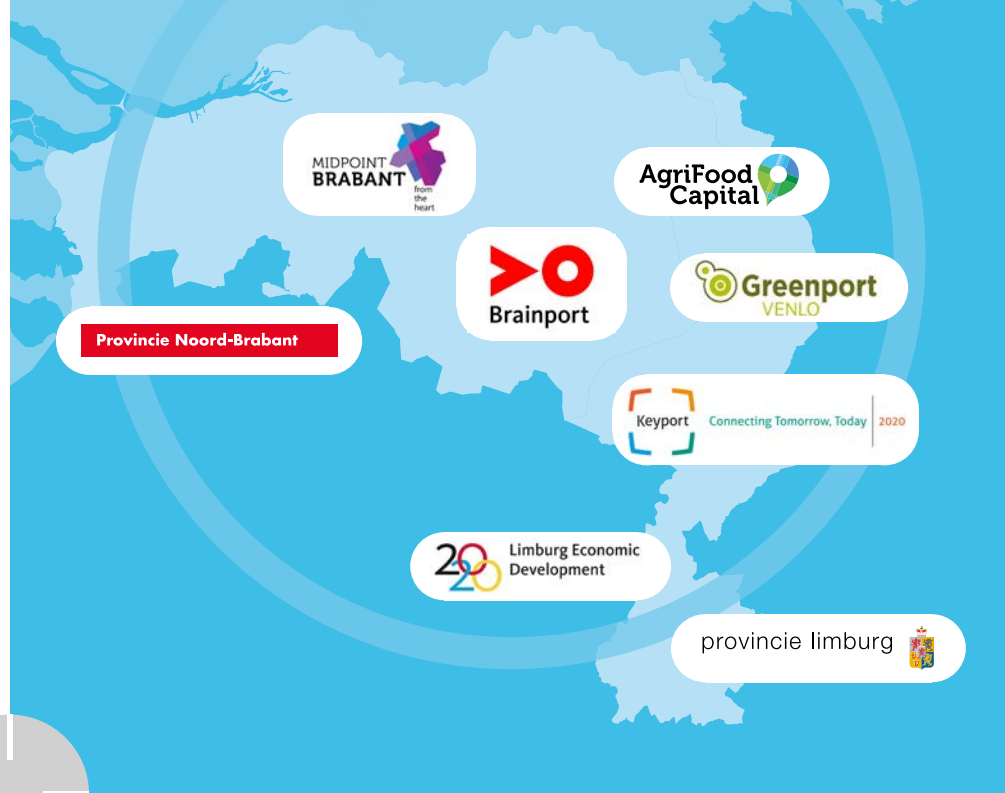 MIDPOINT
BRABANT
from
the
heart
AgriFood
Capital
Brainport
Greenport
VENLO
Provincie Noord-Brabant
Keyport
Connecting Tomorrow, Today
2020
2020
Limburg Economic
Development
provincie limburg